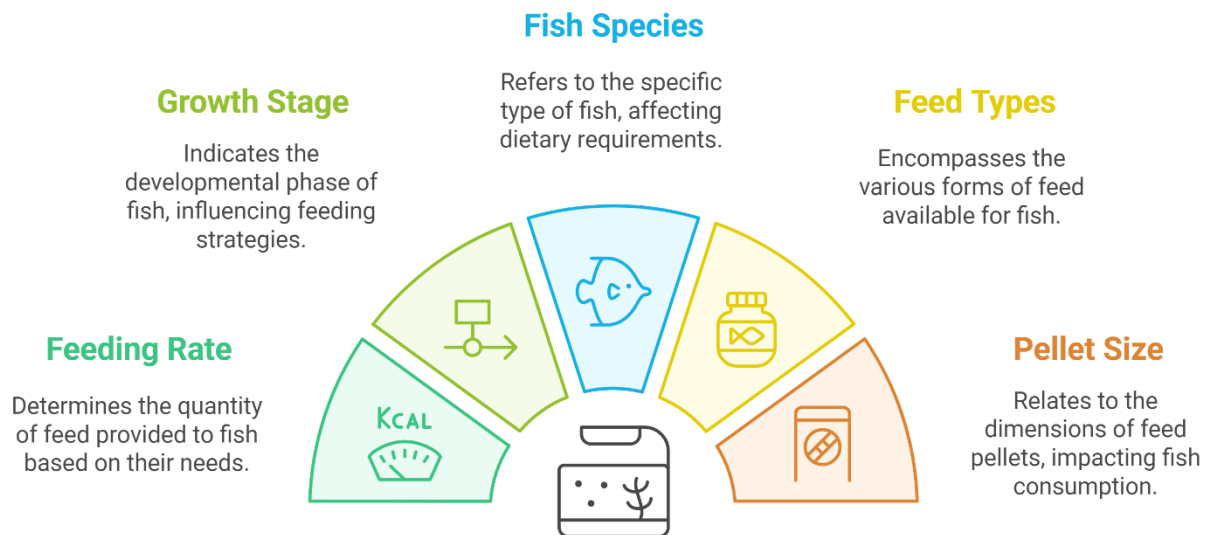 Fish Species
Refers to the specific
type of fish, affecting
dietary requirements.
Growth Stage
Indicates the
developmental phase of
fish, influencing feeding
strategies.
Feed Types
Encompasses the
various forms of feed
available for fish.
Feeding Rate
Determines the quantity
of feed provided to fish
based on their needs.
KCAL
Pellet Size
Relates to the
dimensions of feed
pellets, impacting fish
consumption.